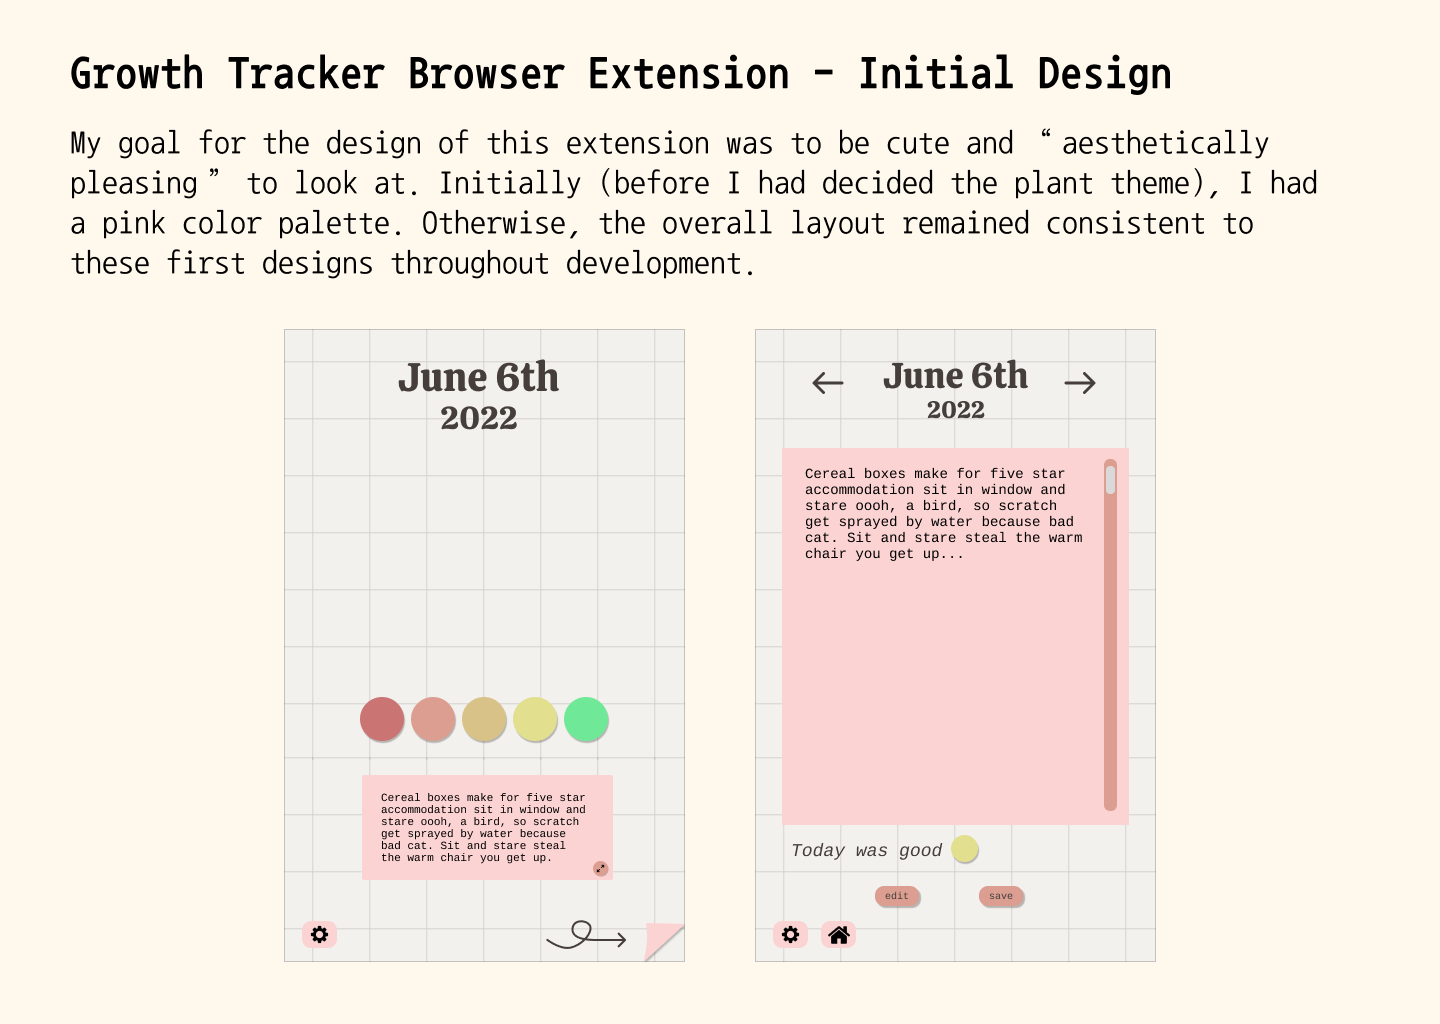 Growth Tracker Browser Extension – Initial Design
My goal for the design of this extension was to be cute and “aesthetically
pleasing” to look at. Initially (before I had decided the plant theme), I had
a pink color palette. Otherwise, the overall layout remained consistent to
these first designs throughout development.
June 6th
2022
Cereal boxes make for five star
accommodation sit in window and
stare oooh, a bird, so scratch
get sprayed by water because
bad cat. Sit and stare steal
the warm chair you get up.
June 6th
2022
Cereal boxes make for five star
accommodation sit in window and
stare oooh, a bird, so scratch
get sprayed by water because bad
cat. Sit and stare steal the warm
chair you get up...
Today was good
edit
save